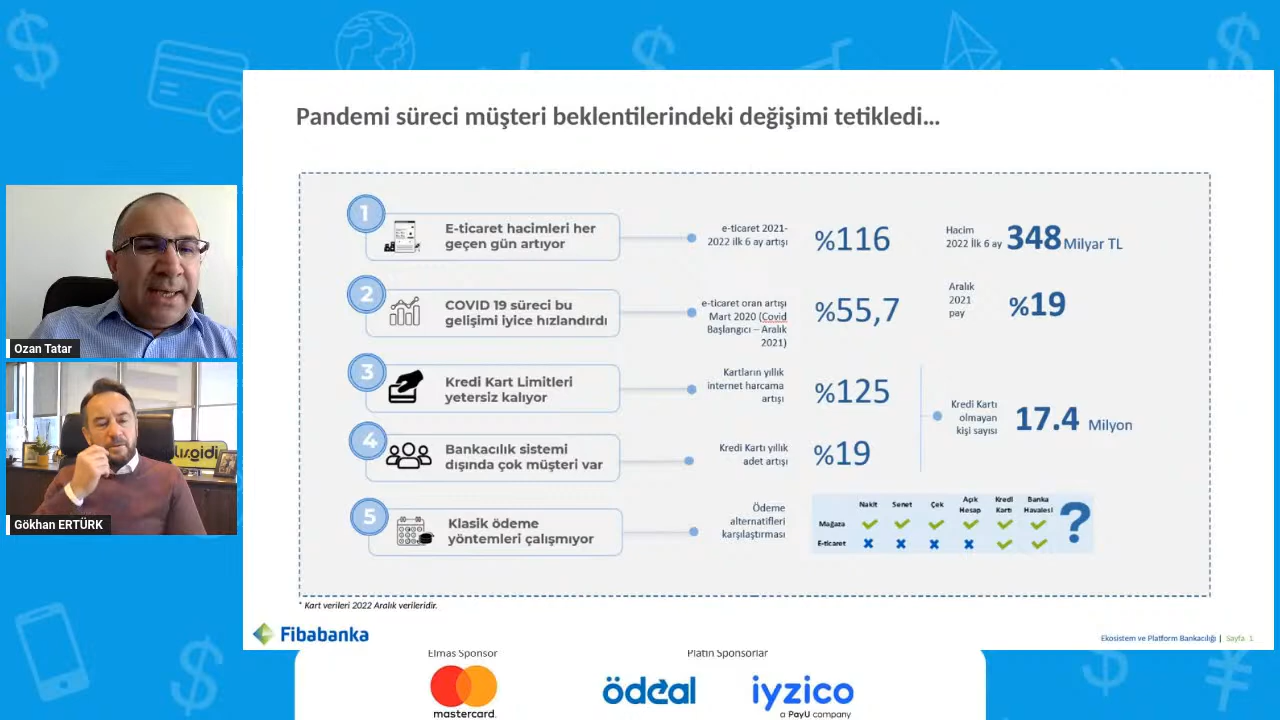 Pandemi süreci müşteri beklentilerindeki değişimi tetikledi...
1
E-ticaret hacimleri her
geçen gün artıyor
e-ticaret 2021-
2022 ilk 6 ay artışı
%116
Hacim
2022 İlk 6 ay
348 Milyar TL
2
COVID 19 süreci bu
gelişimi iyice hızlandırdı
e-ticaret oran artışı
Mart 2020 (Covid
Başlangıcı – Aralık
2021)
%55,7
Aralık
2021
pay
%19
3
Kredi Kart Limitleri
yetersiz kalıyor
Kartların yıllık
internet harcama
artışı
%125
4
Bankacılık sistemi
dışında çok müşteri var
Kredi Kartı yıllık
adet artışı
%19
Kredi Kartı
olmayan
kişi sayısı
17.4 Milyon
5
Klasik ödeme
yöntemleri çalışmıyor
Ödeme
alternatifleri
karşılaştırması
Nakit Senet Çek Açık Hesap Kredi Kartı Banka Havalesi
Mağaza
E-ticaret
?
* Kart verileri 2022 Aralık verileridir.
Fibabanka
Ekosistem ve Platform Bankacılığı | Sayfa 1
Ozan Tatar
Gökhan ERTÜRK
Elmas Sponsor
mastercard.
Platin Sponsorlar
ödeal
iyzico
a PayU company